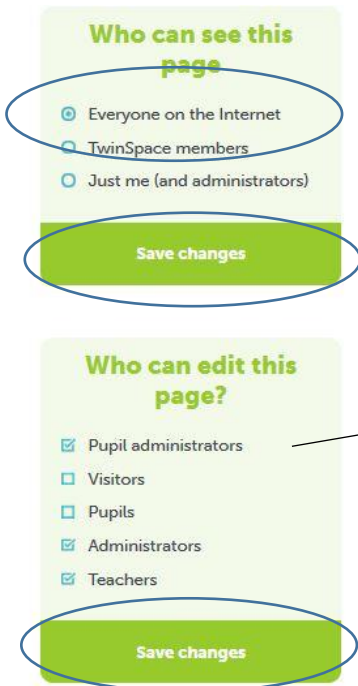 Who can see this
page
Everyone on the Internet
TwinSpace members
Just me (and administrators)
Save changes
Who can edit this
page?
Pupil administrators
Visitors
Pupils
Administrators
Teachers
Save changes